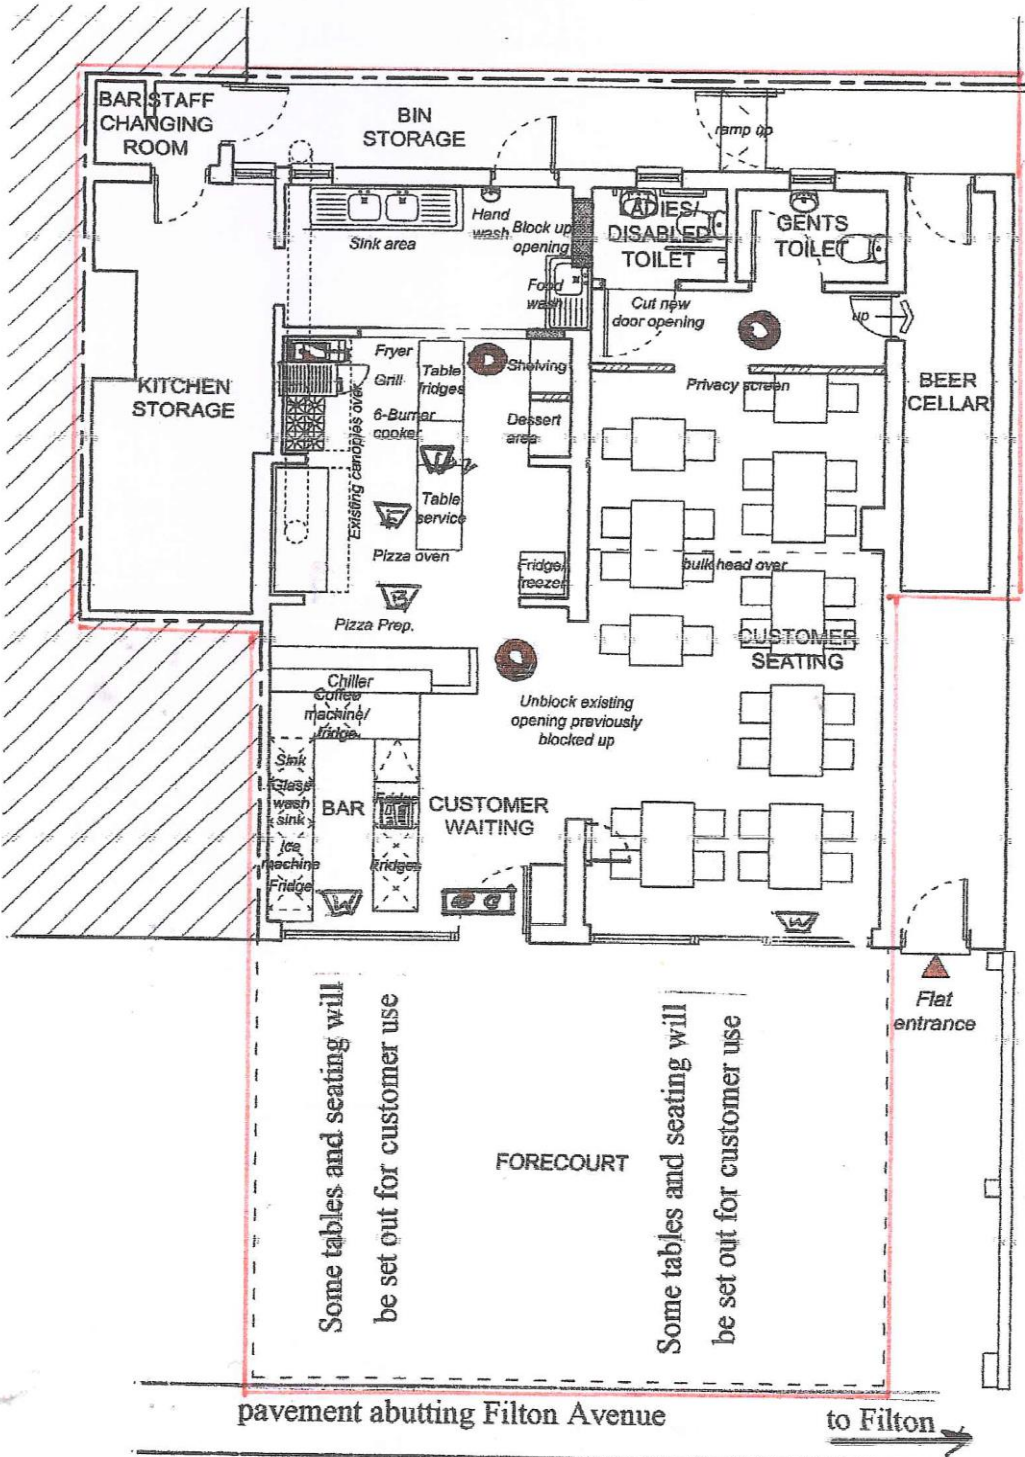 BAR STAFF
CHANGING
ROOM
BIN
STORAGE
ramp up
Hand
wash
Sink area
Block up
opening
LADIES/
DISABLED
TOILET
GENTS
TOILET
Food
wash
Cut new
door opening
up
Fryer
Grill
6-Burner
cooker
Table
fridges
Shelving
Privacy screen
KITCHEN
STORAGE
BEER
CELLAR
Dessert
area
Existing canopies over
Table
service
Pizza oven
Fridge/
freezer
bulk head over
Pizza Prep.
CUSTOMER
SEATING
Chiller
Coffee
machine/
fridge
Unblock existing
opening previously
blocked up
Sink
Glass
wash
sink
BAR
Fridge
CUSTOMER
WAITING
Ice
machine
Fridge
Fridges
F
B
W
W
Flat
entrance
Some tables and seating will
be set out for customer use
Some tables and seating will
be set out for customer use
FORECOURT
pavement abutting Filton Avenue
to Filton